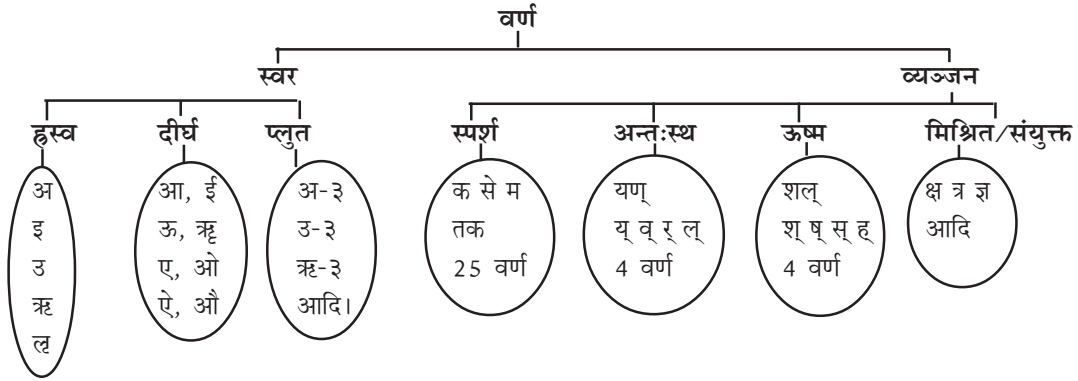 वर्ण
स्वर
व्यञ्जन
ह्रस्व
दीर्घ
प्लुत
स्पर्श
अन्तःस्थ
ऊष्म
मिश्रित/संयुक्त
अ
इ
उ
ऋ
लृ
आ, ई
ऊ, ॠ
ए, ओ
ऐ, औ
अ-३
उ-३
ऋ-३
आदि।
क से म
तक
25 वर्ण
यण्
य् व् र् ल्
4 वर्ण
शल्
श् ष् स् ह्
4 वर्ण
क्ष त्र ज्ञ
आदि